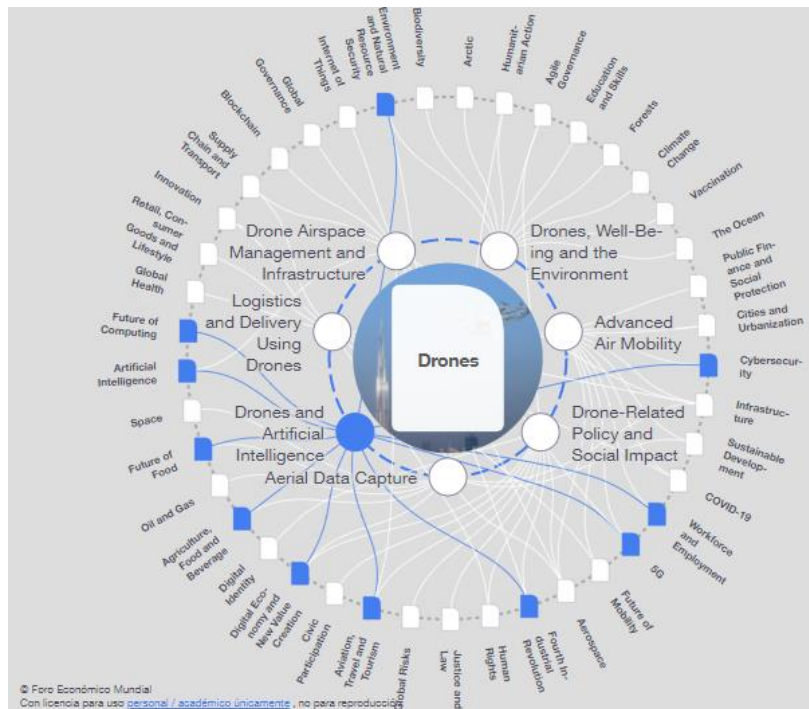 Environment
and Natural
Resource
Security
Biodiversity
Arctic
Humanit-
arian Action
Agile
Governance
Education
and Skills
Forests
Climate
Change
Vaccination
The Ocean
Public Fin-
ance and
Social
Protection
Cities and
Urbanization
Cybersecur-
ity
Infrastruc-
ture
Sustainable
Develop-
ment
COVID-19
Workforce
and
Employment
5G
Future of
Mobility
Aerospace
Fourth In-
dustrial
Revolution
Human
Rights
Justice and
Law
Global Risks
Aviation,
Travel and
Tourism
Civic
Participation
Digital Eco-
nomy and
New Value
Creation
Digital
Identity
Agriculture,
Food and
Beverage
Oil and Gas
Future of
Food
Space
Artificial
Intelligence
Future of
Computing
Global
Health
Retail, Con-
sumer
Goods and
Lifestyle
Innovation
Supply
Chain and
Transport
Blockchain
Global
Governance
Internet of
Things
Drone Airspace
Management and
Infrastructure
Drones, Well-Be-
ing and the
Environment
Logistics
and Delivery
Using
Drones
Advanced
Air Mobility
Drones
Drones and
Artificial
Intelligence
Drone-Related
Policy and
Social Impact
Aerial Data Capture
© Foro Económico Mundial
Con licencia para uso personal / académico únicamente , no para reproducción